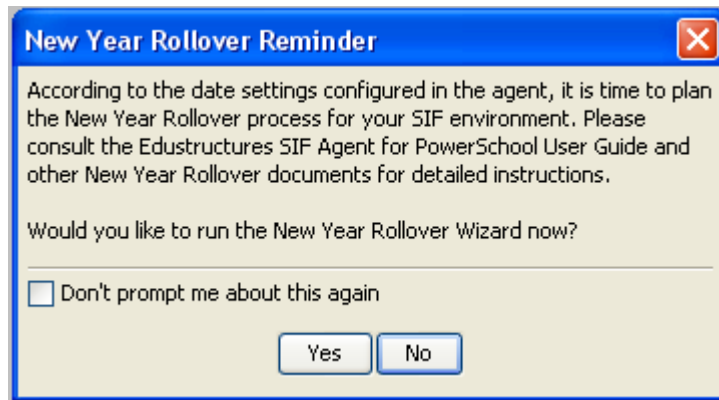 New Year Rollover Reminder
According to the date settings configured in the agent, it is time to plan
the New Year Rollover process for your SIF environment. Please
consult the Edustructures SIF Agent for PowerSchool User Guide and
other New Year Rollover documents for detailed instructions.
Would you like to run the New Year Rollover Wizard now?
Don't prompt me about this again
Yes No